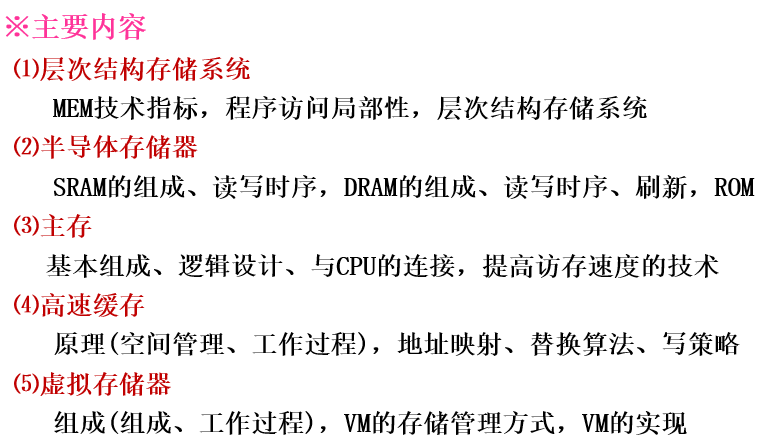 ※主要内容
⑴层次结构存储系统
MEM技术指标，程序访问局部性，层次结构存储系统
⑵半导体存储器
SRAM的组成、读写时序，DRAM的组成、读写时序、刷新，ROM
⑶主存
基本组成、逻辑设计、与CPU的连接，提高访存速度的技术
⑷高速缓存
原理(空间管理、工作过程)，地址映射、替换算法、写策略
⑸虚拟存储器
组成(组成、工作过程)，VM的存储管理方式，VM的实现